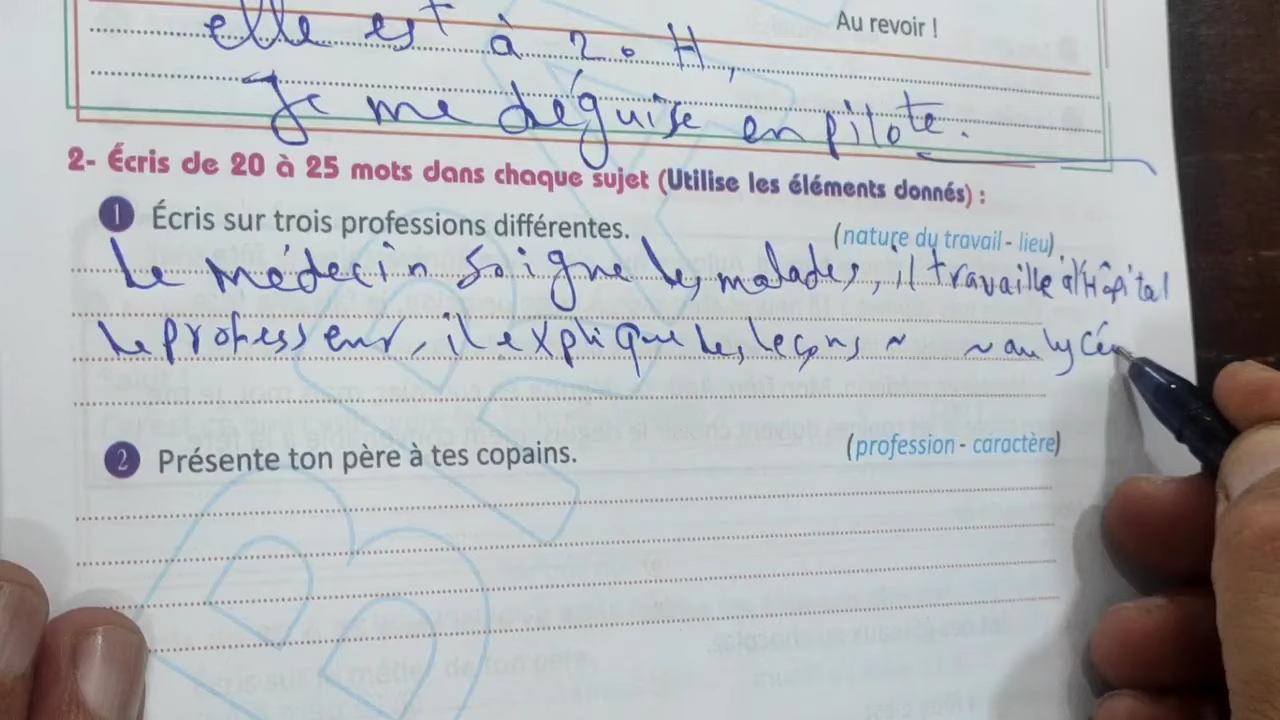 Au revoir !
elle est à 20 H,
Je me déguise en pilote.
2- Écris de 20 à 25 mots dans chaque sujet (Utilise les éléments donnés) :
1 Écris sur trois professions différentes. (nature du travail - lieu)
Le médecin soigne les malades, il travaille à l'Hôpital
Le professeur, il explique les leçons ~ ~ au lycée
2 Présente ton père à tes copains. (profession - caractère)